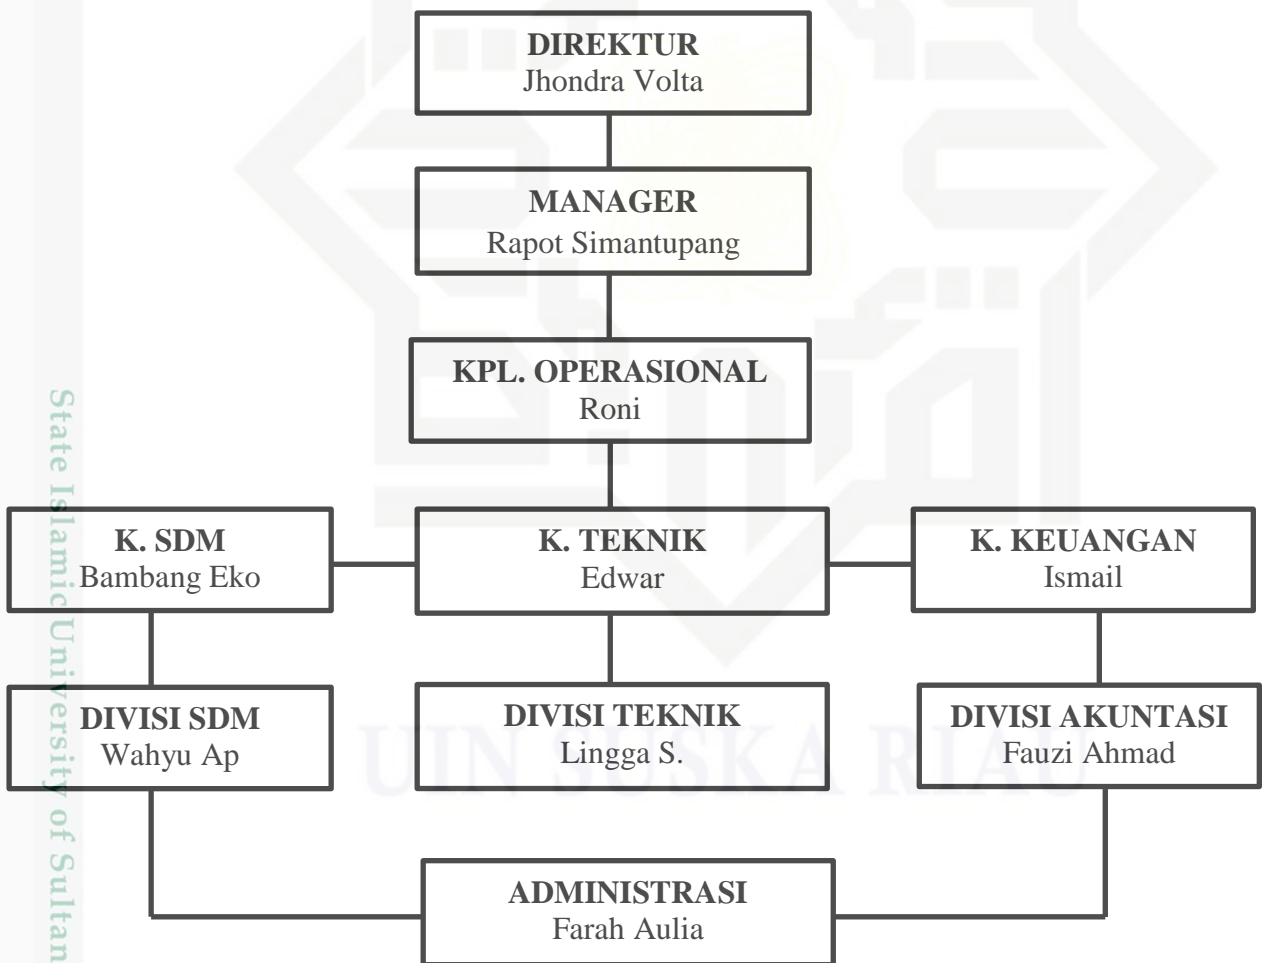 DIREKTUR
Jhondra Volta
MANAGER
Rapot Simantupang
KPL. OPERASIONAL
Roni
K. SDM
Bambang Eko
K. TEKNIK
Edwar
K. KEUANGAN
Ismail
DIVISI SDM
Wahyu Ap
DIVISI TEKNIK
Lingga S.
DIVISI AKUNTASI
Fauzi Ahmad
ADMINISTRASI
Farah Aulia
UIN SUSKA RIAU
State Islamic University of Sultan